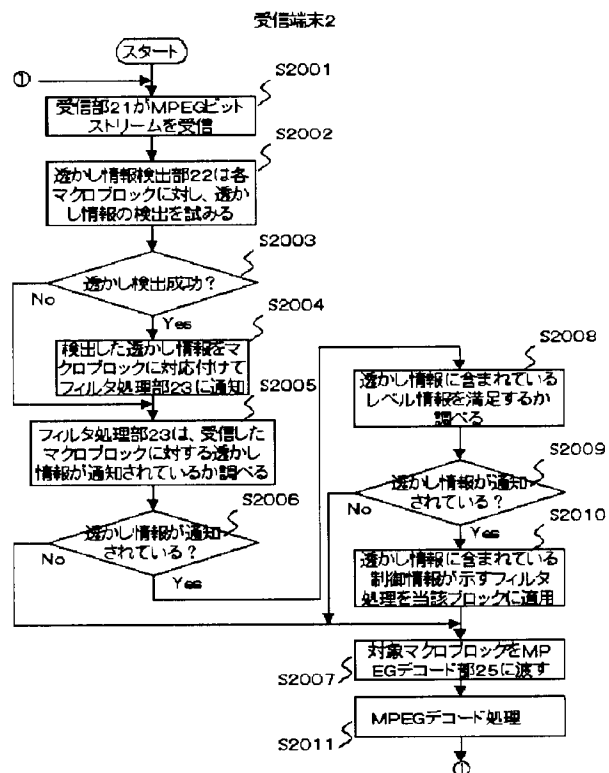 受信端末2
スタート
①
S2001
受信部21がMPEGビット
ストリームを受信
S2002
透かし情報検出部22は各
マクロブロックに対し、透か
し情報の検出を試みる
S2003
透かし検出成功？
No
Yes
S2004
検出した透かし情報をマ
クロブロックに対応付けて
フィルタ処理部23に通知
S2005
フィルタ処理部23は、受信した
マクロブロックに対する透かし
情報が通知されているか調べる
S2006
透かし情報が通知
されている？
No
Yes
S2008
透かし情報に含まれている
レベル情報を満足するか
調べる
S2009
透かし情報が通知
されている？
No
Yes
S2010
透かし情報に含まれている
制御情報が示すフィルタ
処理を当該ブロックに適用
対象マクロブロックをMP
EGデコード部25に渡す
S2007
MPEGデコード処理
S2011
①